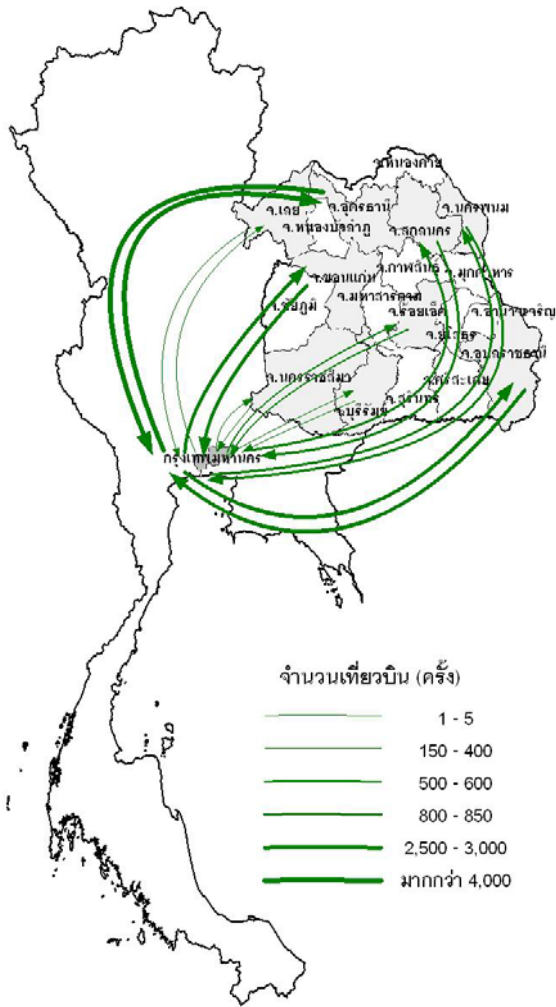 จ.หนองคาย
จ.เลย
จ.อุดรธานี
จ.นครพนม
จ.หนองบัวลำภู
จ.สกลนคร
จ.กาฬสินธุ์
จ.มุกดาหาร
จ.ขอนแก่น
จ.ชัยภูมิ
จ.มหาสารคาม
จ.ร้อยเอ็ด
จ.อำนาจเจริญ
จ.ยโสธร
จ.อุบลราชธานี
จ.นครราชสีมา
จ.ศรีสะเกษ
จ.บุรีรัมย์
จ.สุรินทร์
กรุงเทพมหานคร
จำนวนเที่ยวบิน (ครั้ง)
1 - 5
150 - 400
500 - 600
800 - 850
2,500 - 3,000
มากกว่า 4,000